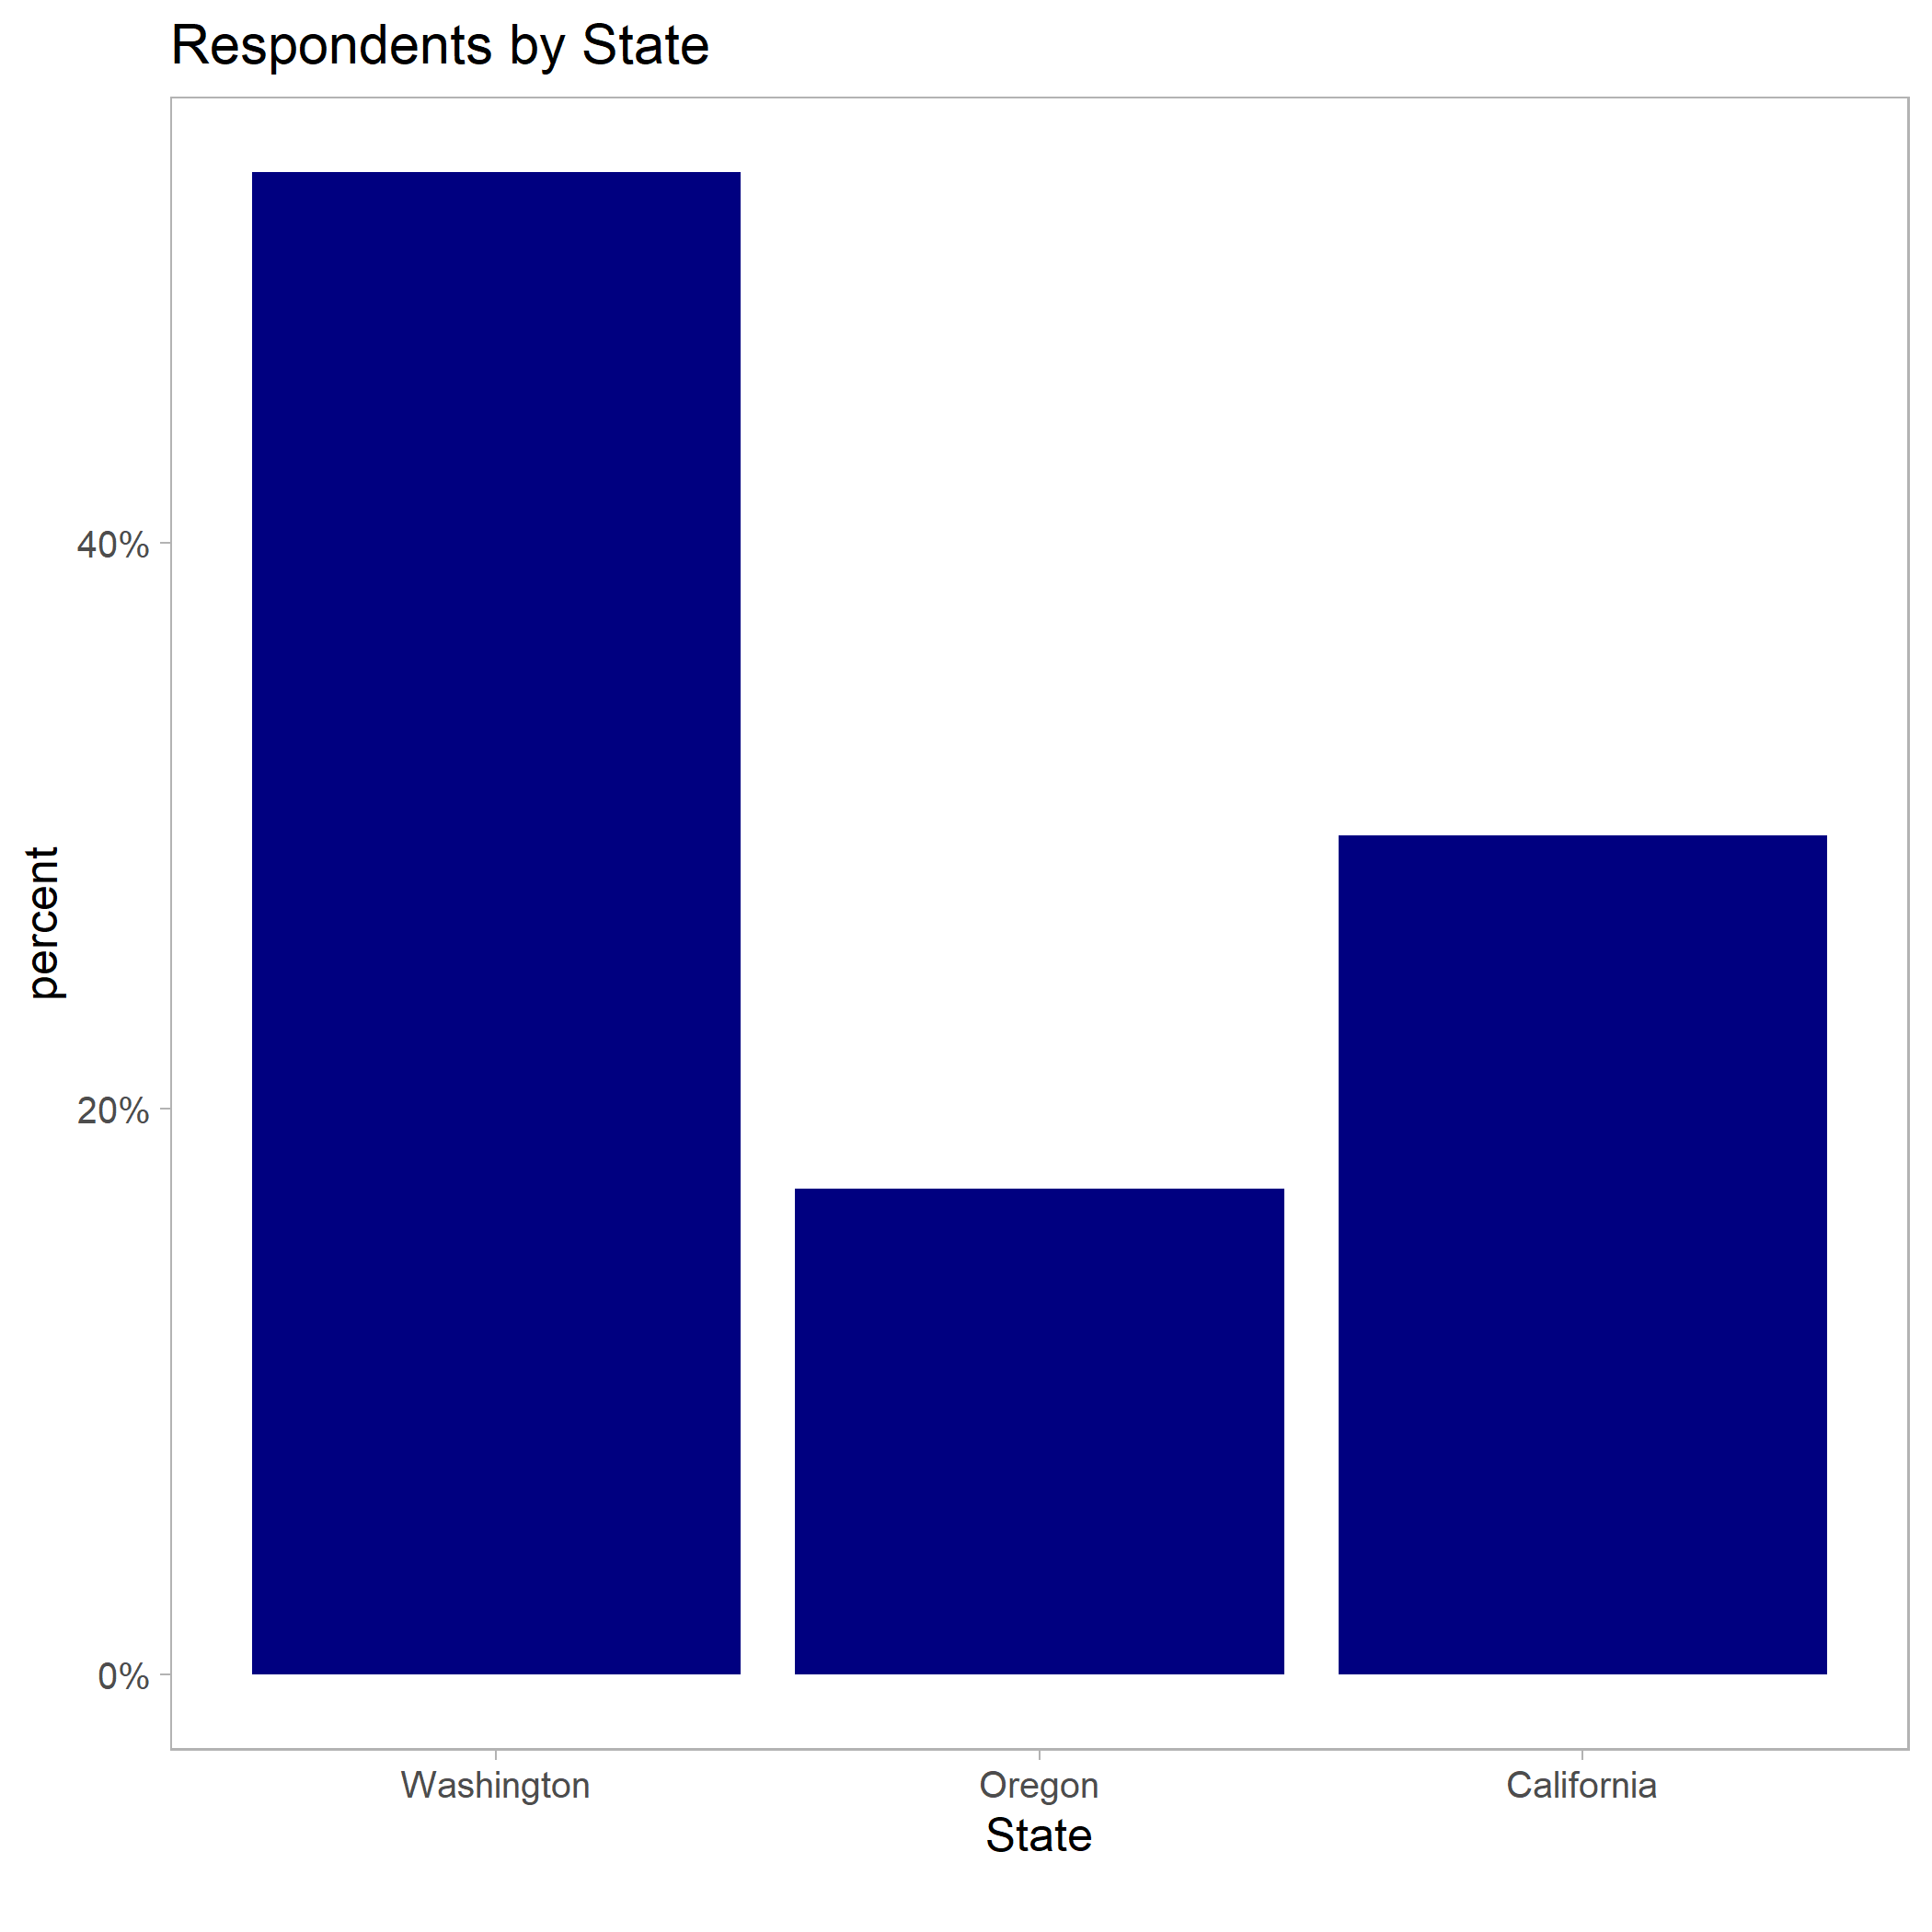 Respondents by State
percent
40%
20%
0%
Washington Oregon California
State